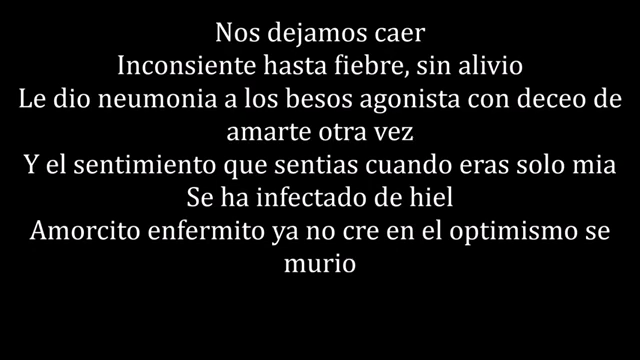 Nos dejamos caer
Inconsiente hasta fiebre, sin alivio
Le dio neumonia a los besos agonista con deceo de
amarte otra vez
Y el sentimiento que sentias cuando eras solo mia
Se ha infectado de hiel
Amorcito enfermito ya no cre en el optimismo se
murio